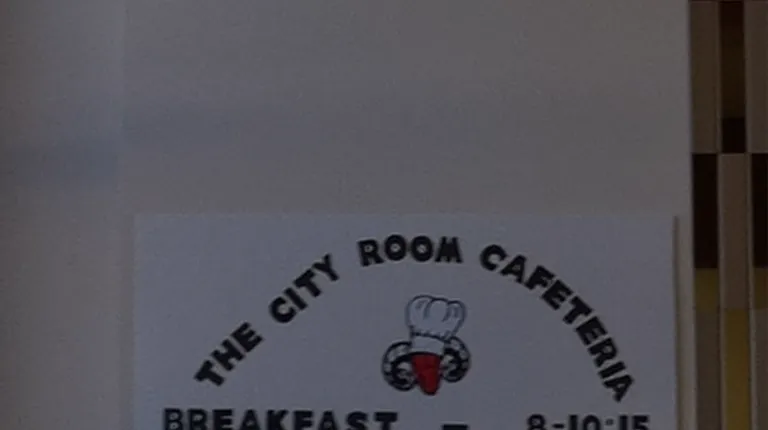 THE CITY ROOM CAFETERIA
BREAKFAST - 8-10:15